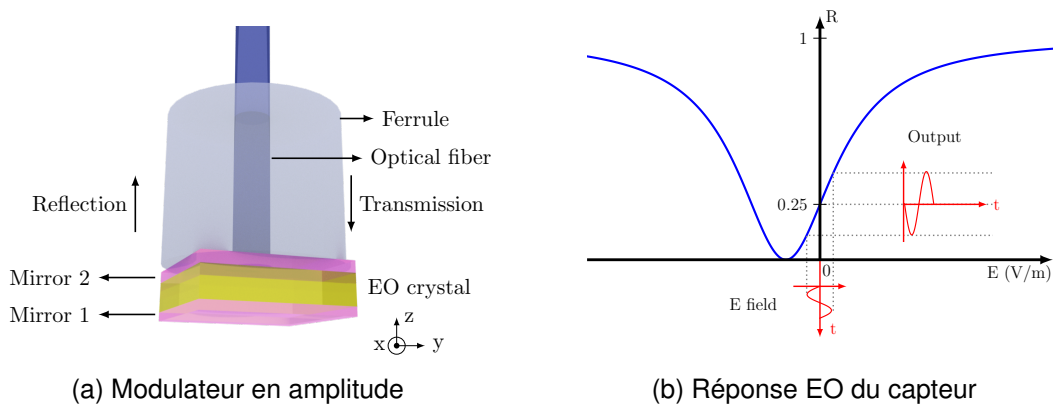 Ferrule
Optical fiber
Reflection
Transmission
Mirror 2
EO crystal
Mirror 1
z
x
y
(a) Modulateur en amplitude
R
1
Output
t
0.25
0
E (V/m)
E field
t
(b) Réponse EO du capteur